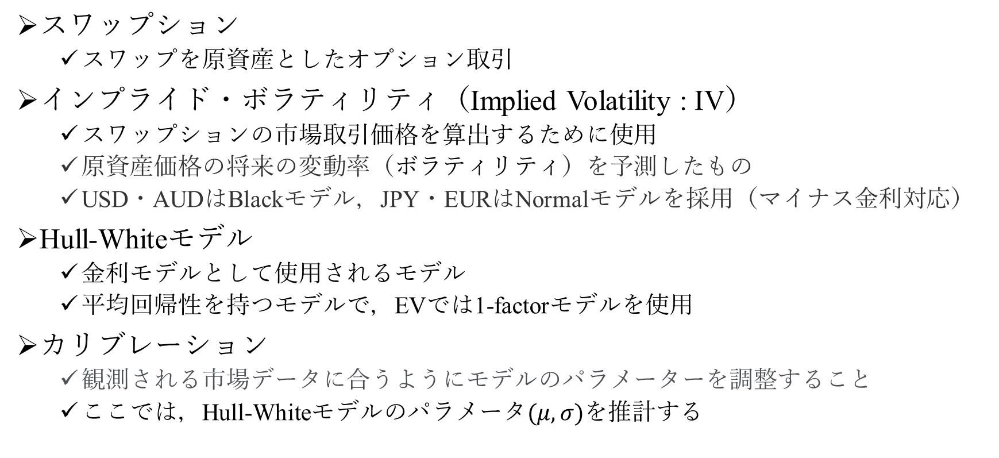 ➢スワップション
✓スワップを原資産としたオプション取引
➢インプライド・ボラティリティ（Implied Volatility : IV）
✓スワップションの市場取引価格を算出するために使用
✓原資産価格の将来の変動率（ボラティリティ）を予測したもの
✓USD・AUDはBlackモデル，JPY・EURはNormalモデルを採用（マイナス金利対応）
➢Hull-Whiteモデル
✓金利モデルとして使用されるモデル
✓平均回帰性を持つモデルで，EVでは1-factorモデルを使用
➢カリブレーション
✓観測される市場データに合うようにモデルのパラメーターを調整すること
✓ここでは，Hull-Whiteモデルのパラメータ(μ, σ)を推計する